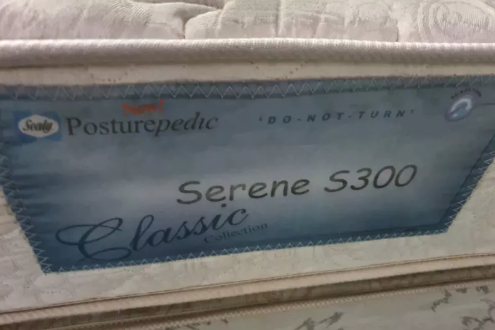 New!
Sealy Posturepedic 'DO-NOT-TURN'
Serene S300
Classic
Collection